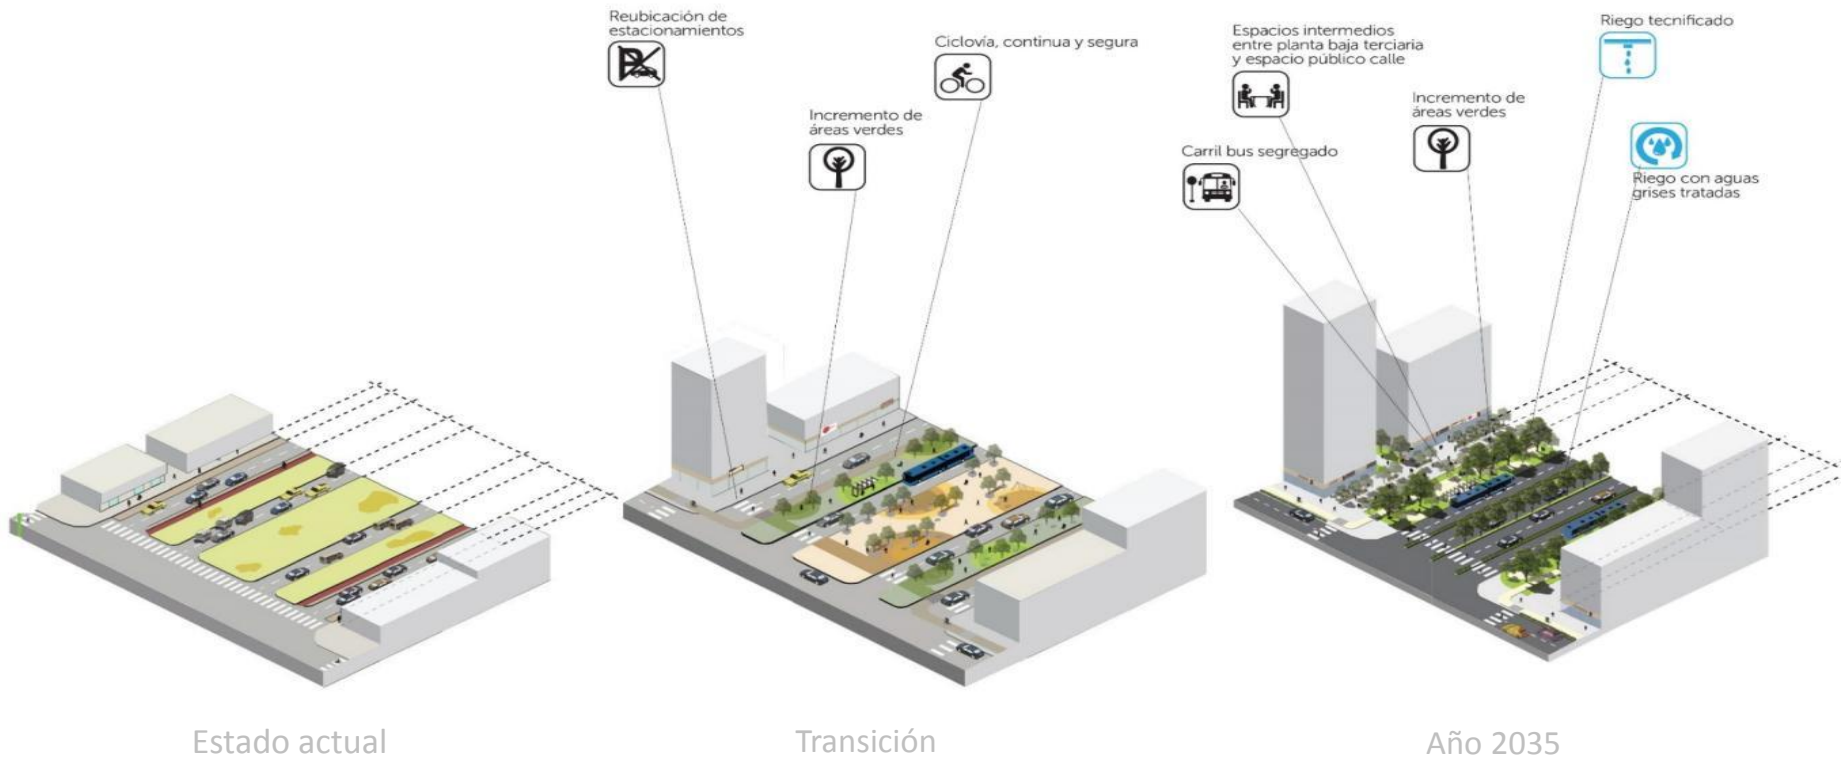 Reubicación de
estacionamientos
Ciclovía, continua y segura
Incremento de
áreas verdes
Espacios intermedios
entre planta baja terciaria
y espacio público calle
Riego tecnificado
Incremento de
áreas verdes
Carril bus segregado
Riego con aguas
grises tratadas
Estado actual
Transición
Año 2035